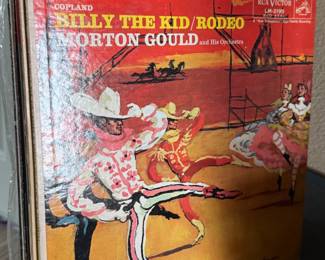 COPLAND
BILLY THE KID/RODEO
MORTON GOULD and His Orchestra
RCA VICTOR